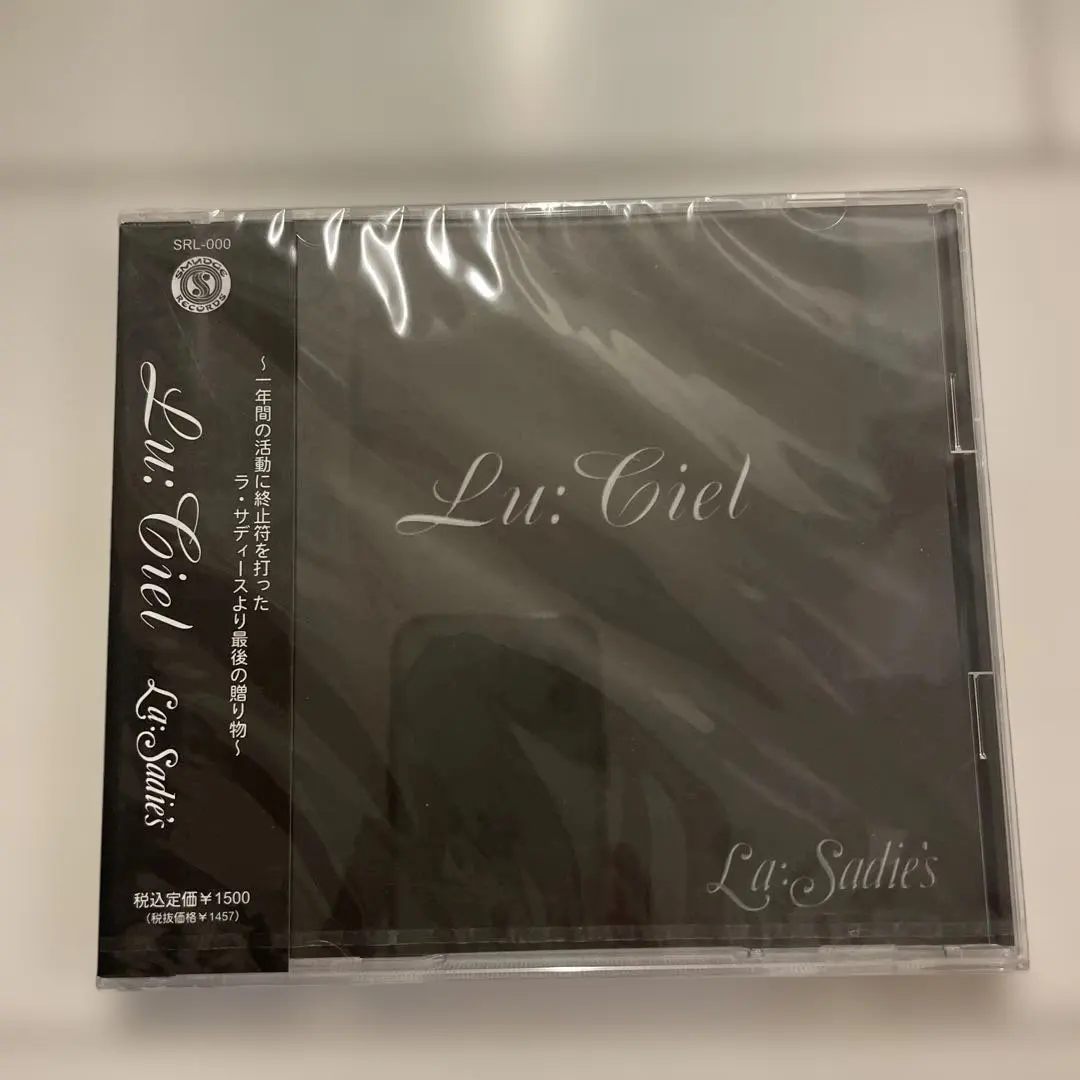 SRL-000
SMUDGE
RECORDS
Lu:Ciel
La:Sadie's
～一年間の活動に終止符を打った
ラ・サディースより最後の贈り物～
税込定価￥1500
(税抜価格￥1457)
Lu:Ciel
La:Sadie's